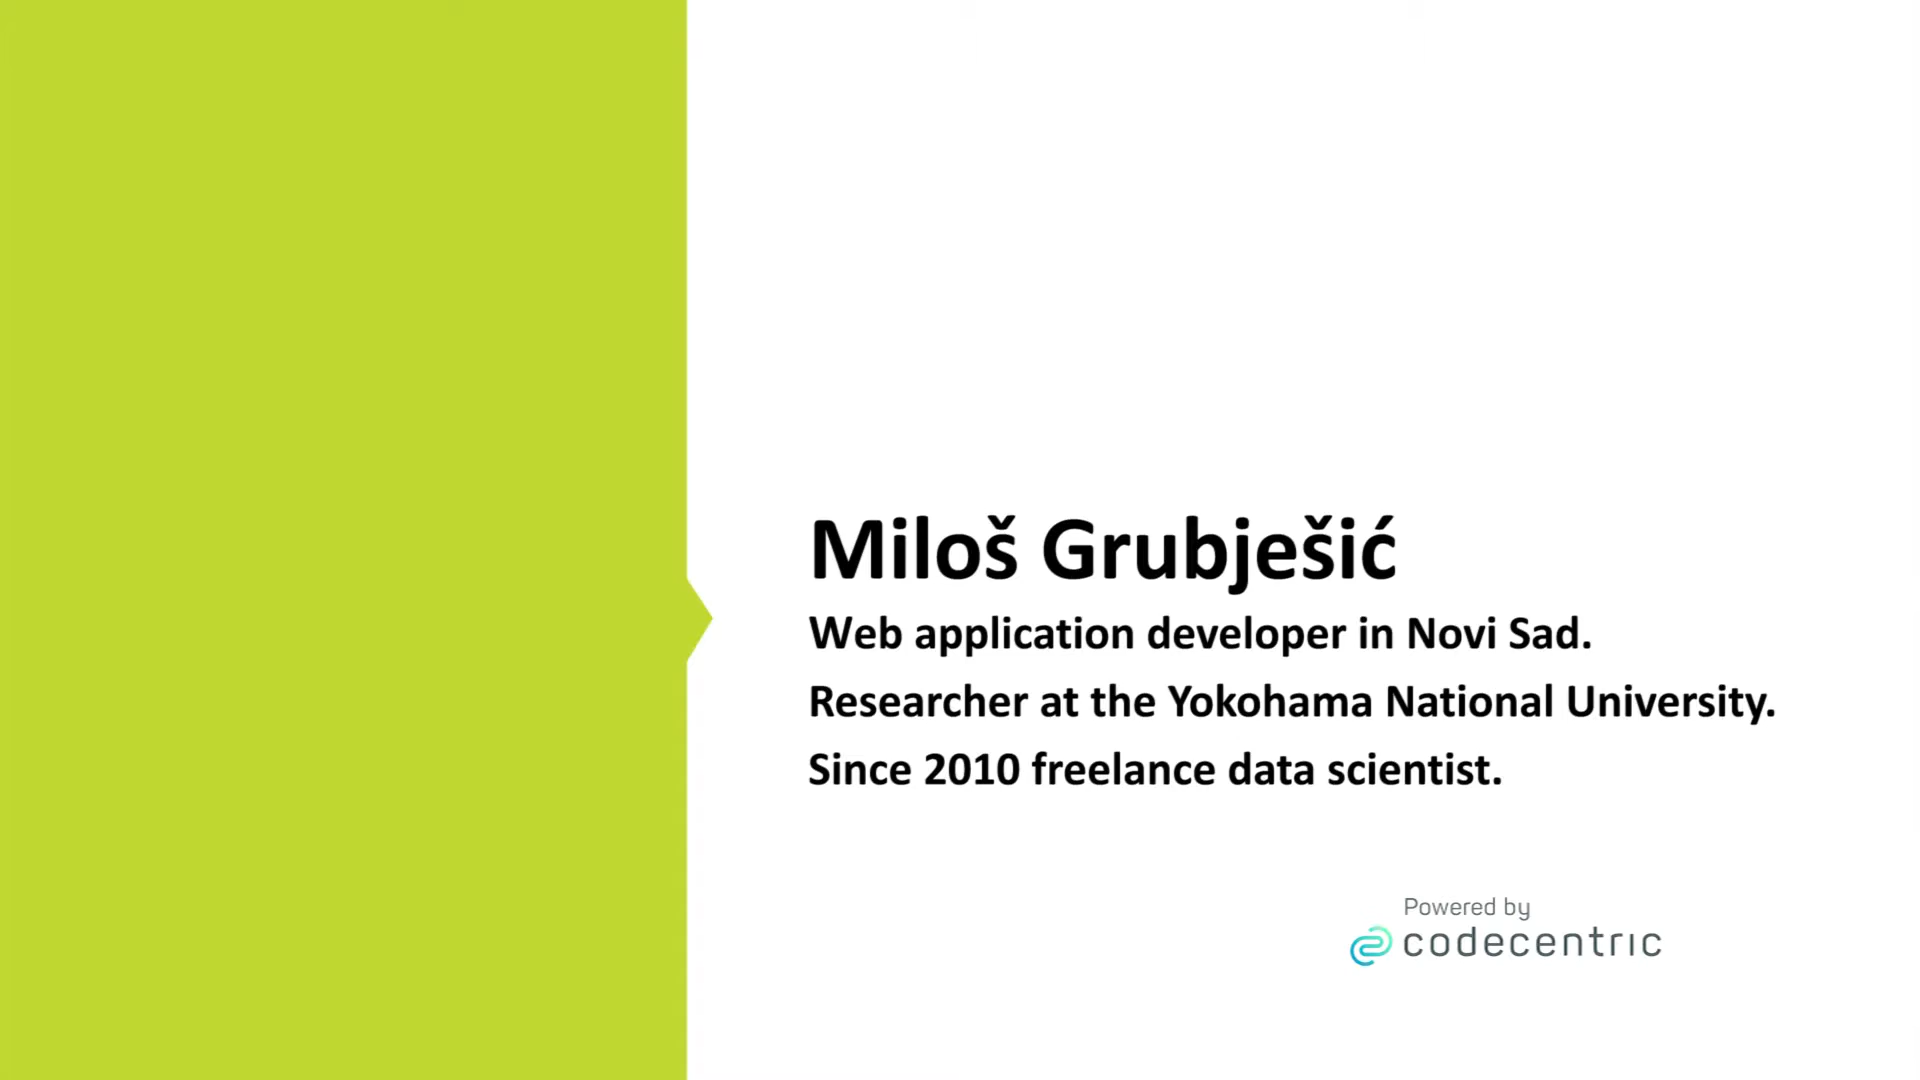 Miloš Grubješić
Web application developer in Novi Sad.
Researcher at the Yokohama National University.
Since 2010 freelance data scientist.
Powered by
codecentric